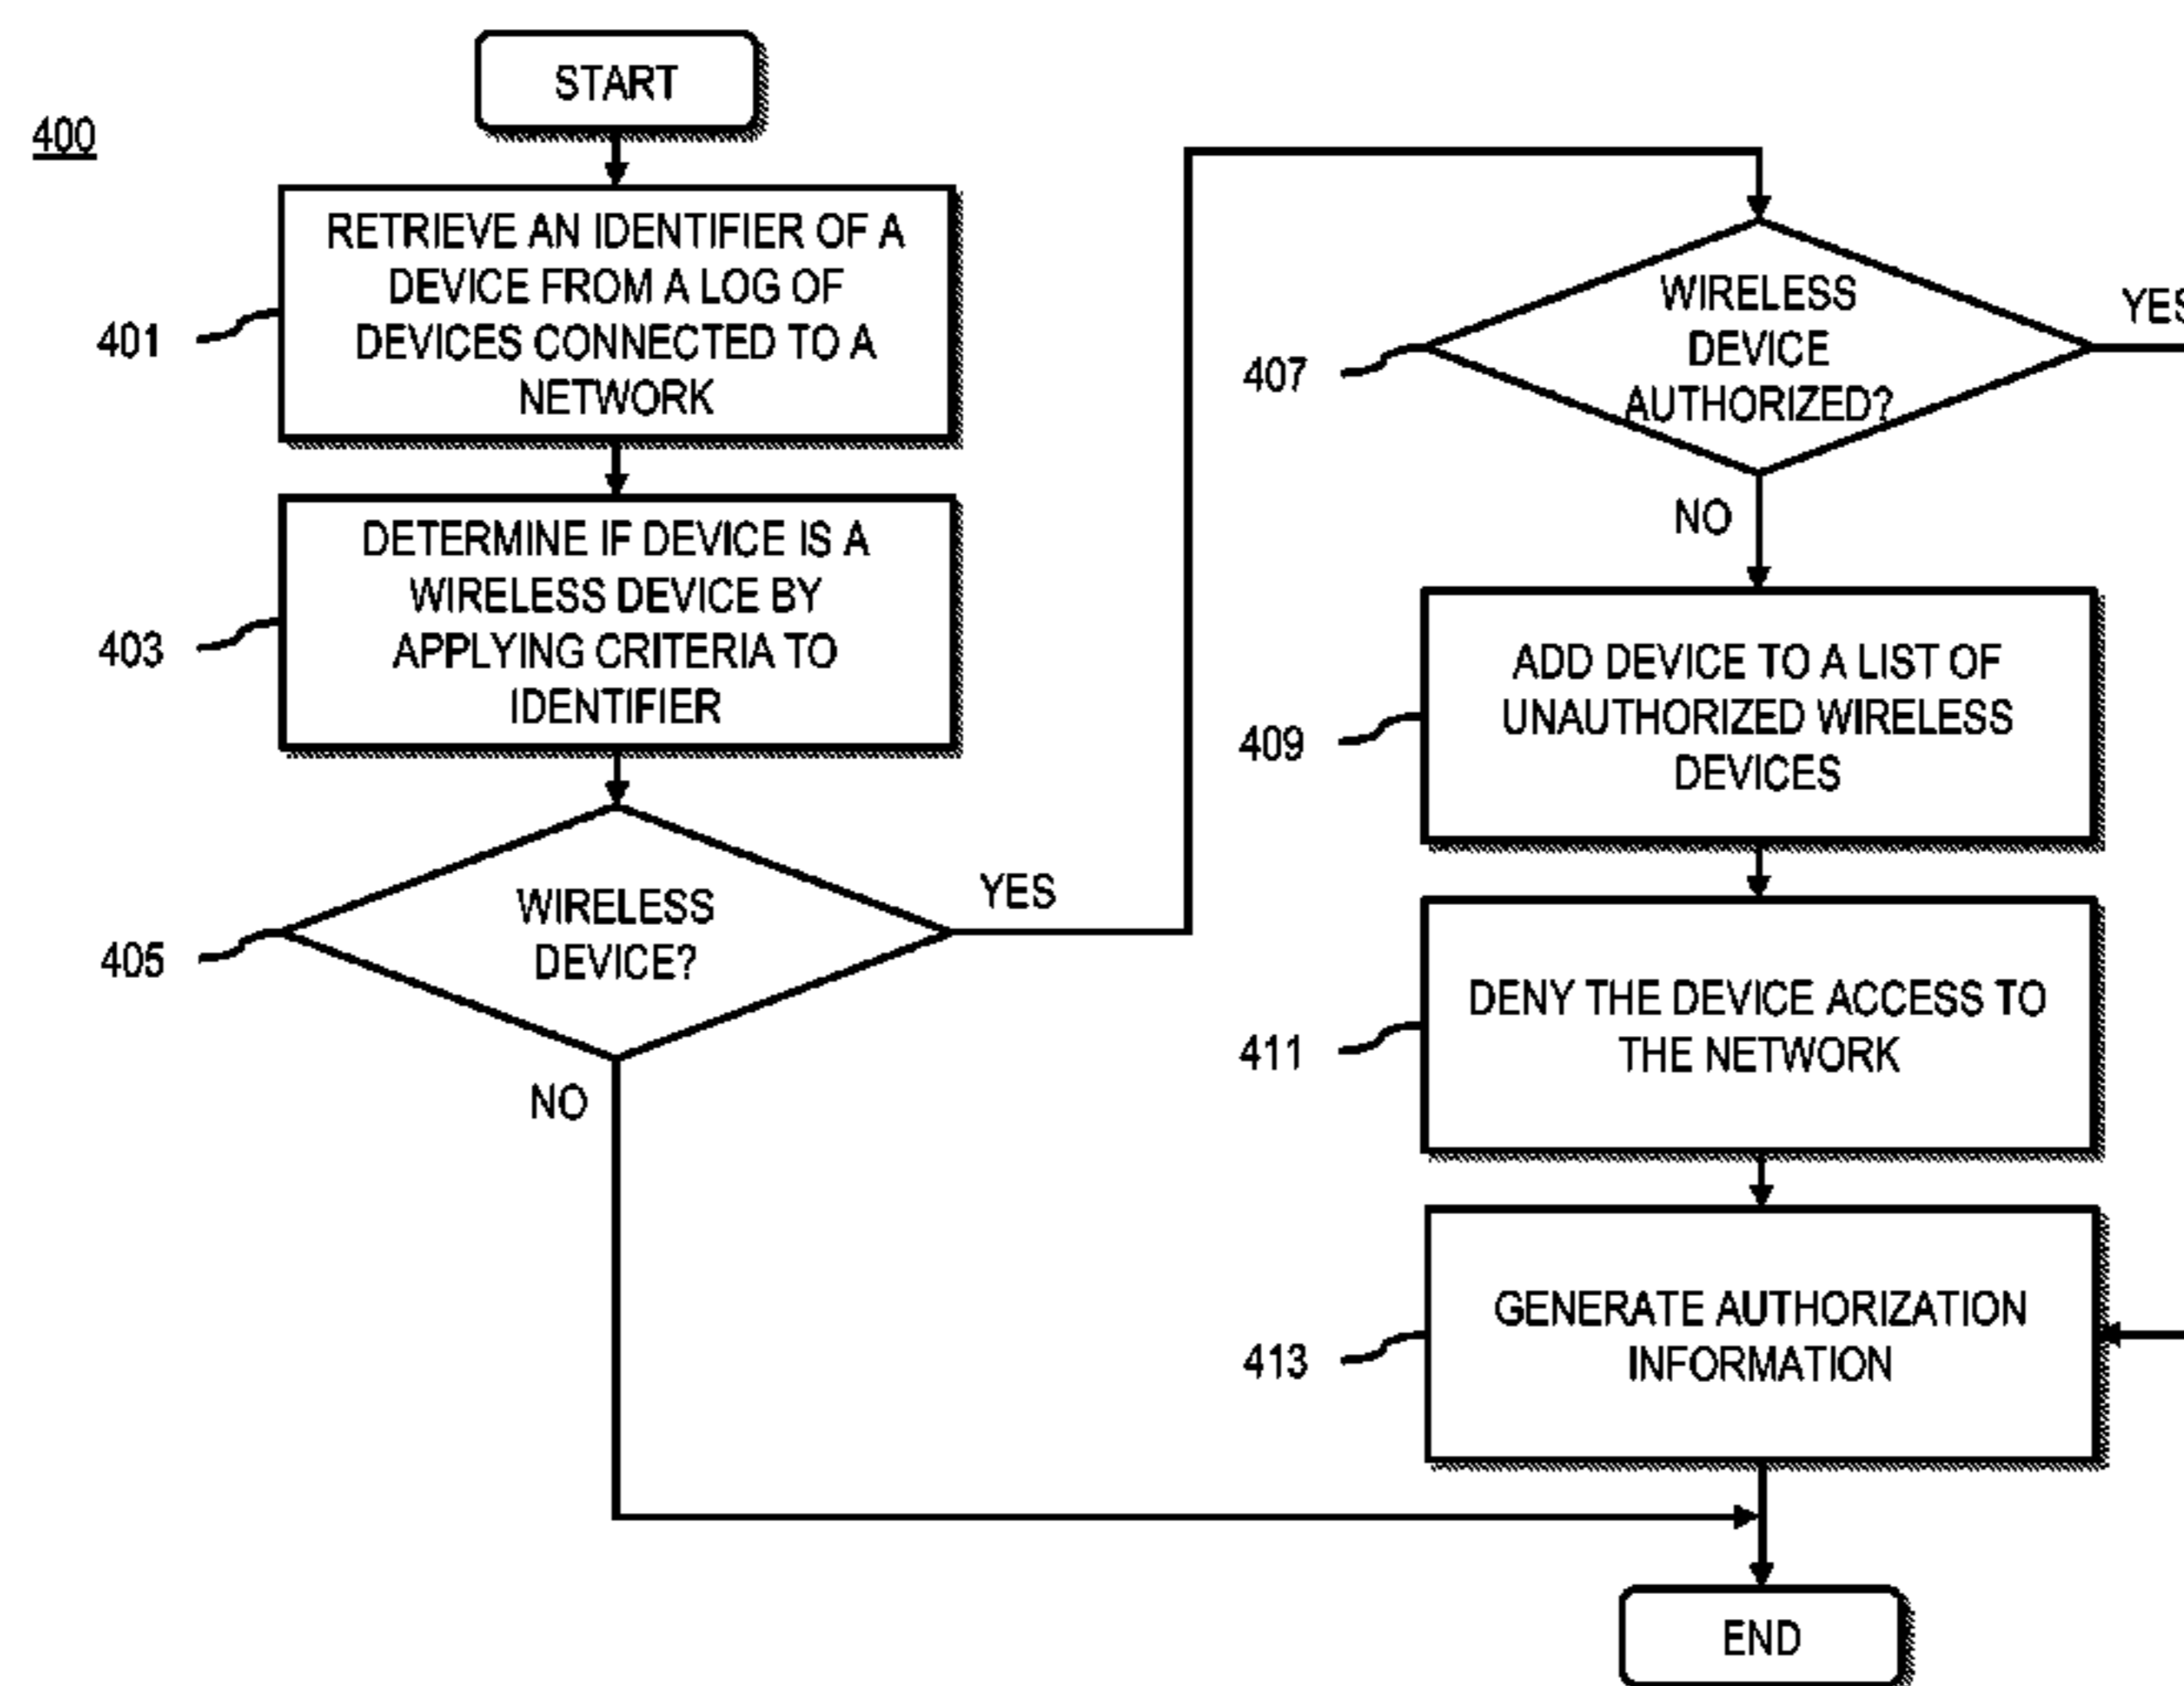 START
400
RETRIEVE AN IDENTIFIER OF A
DEVICE FROM A LOG OF
DEVICES CONNECTED TO A
NETWORK
401
DETERMINE IF DEVICE IS A
WIRELESS DEVICE BY
APPLYING CRITERIA TO
IDENTIFIER
403
WIRELESS
DEVICE?
405
YES
NO
WIRELESS
DEVICE
AUTHORIZED?
407
YES
NO
ADD DEVICE TO A LIST OF
UNAUTHORIZED WIRELESS
DEVICES
409
DENY THE DEVICE ACCESS TO
THE NETWORK
411
GENERATE AUTHORIZATION
INFORMATION
413
END